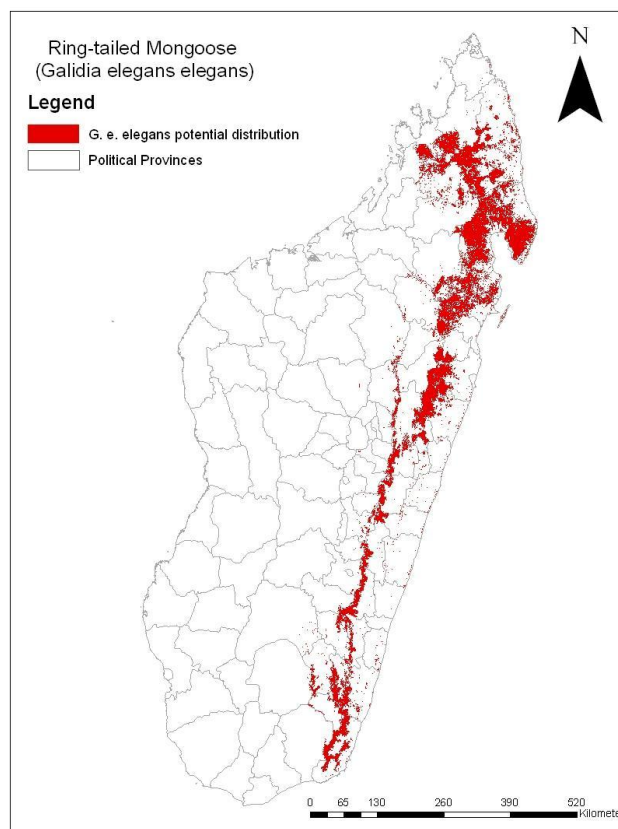 Ring-tailed Mongoose
(Galidia elegans elegans)
N
Legend
G. e. elegans potential distribution
Political Provinces
0 65 130 260 390 520
Kilomete